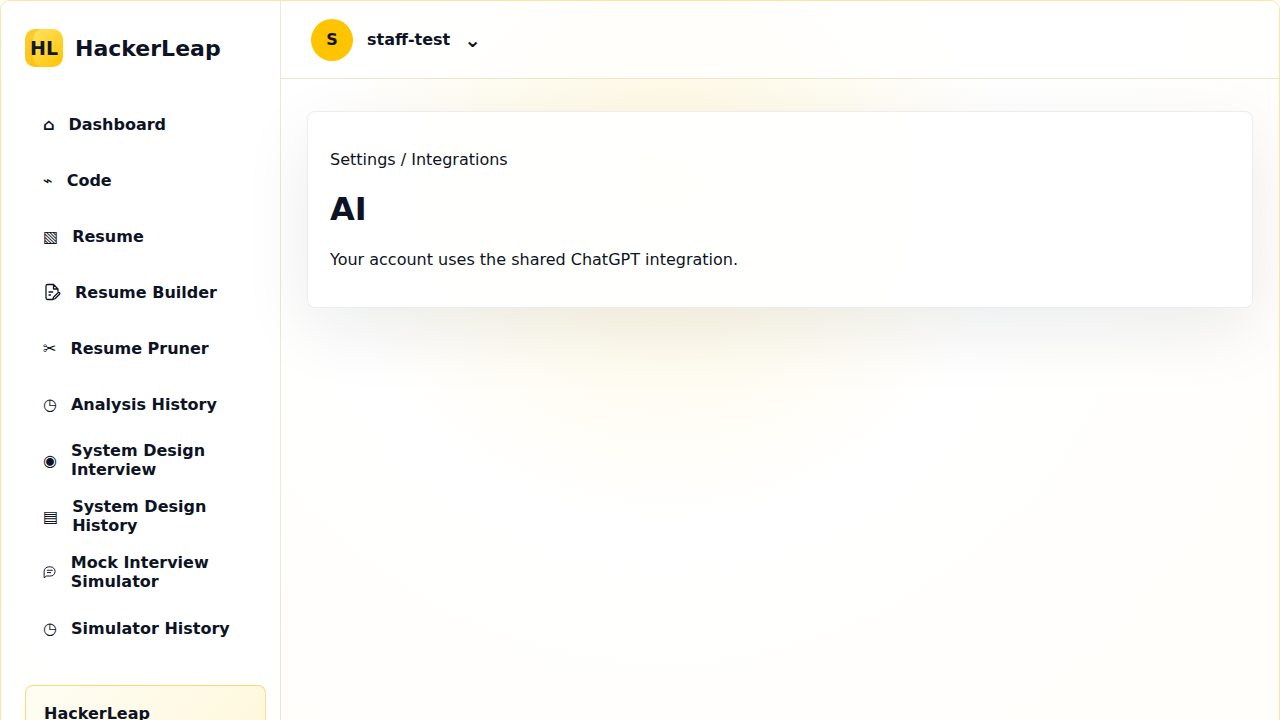 HL HackerLeap
Dashboard
Code
Resume
Resume Builder
Resume Pruner
Analysis History
System Design
Interview
System Design
History
Mock Interview
Simulator
Simulator History
HackerLeap
S staff-test
Settings / Integrations
AI
Your account uses the shared ChatGPT integration.